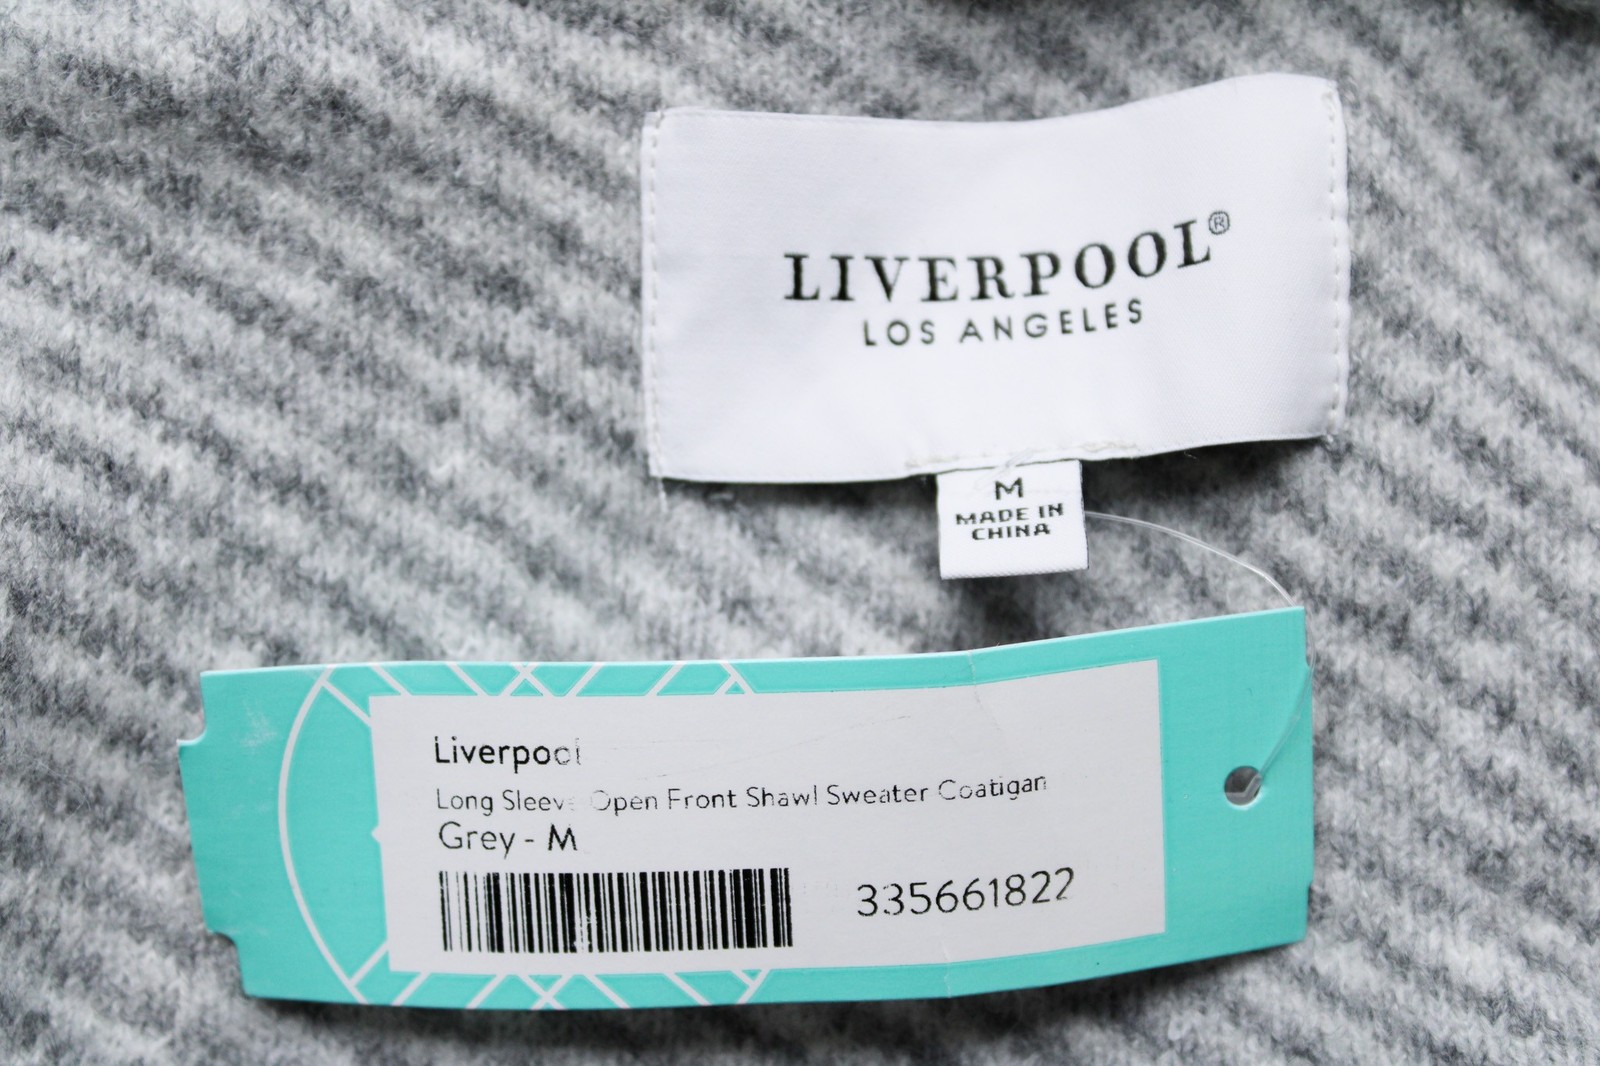 LIVERPOOL®
LOS ANGELES
M
MADE IN
CHINA
Liverpool
Long Sleeve Open Front Shawl Sweater Coatigan
Grey - M
335661822